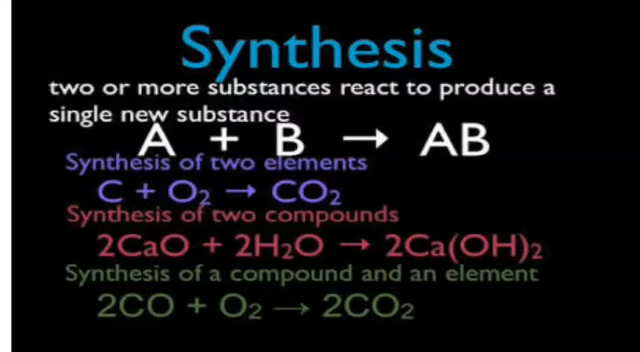 Synthesis
two or more substances react to produce a
single new substance
A + B → AB
Synthesis of two elements
C + O₂ → CO₂
Synthesis of two compounds
2CaO + 2H₂O → 2Ca(OH)₂
Synthesis of a compound and an element
2CO + O₂ → 2CO₂